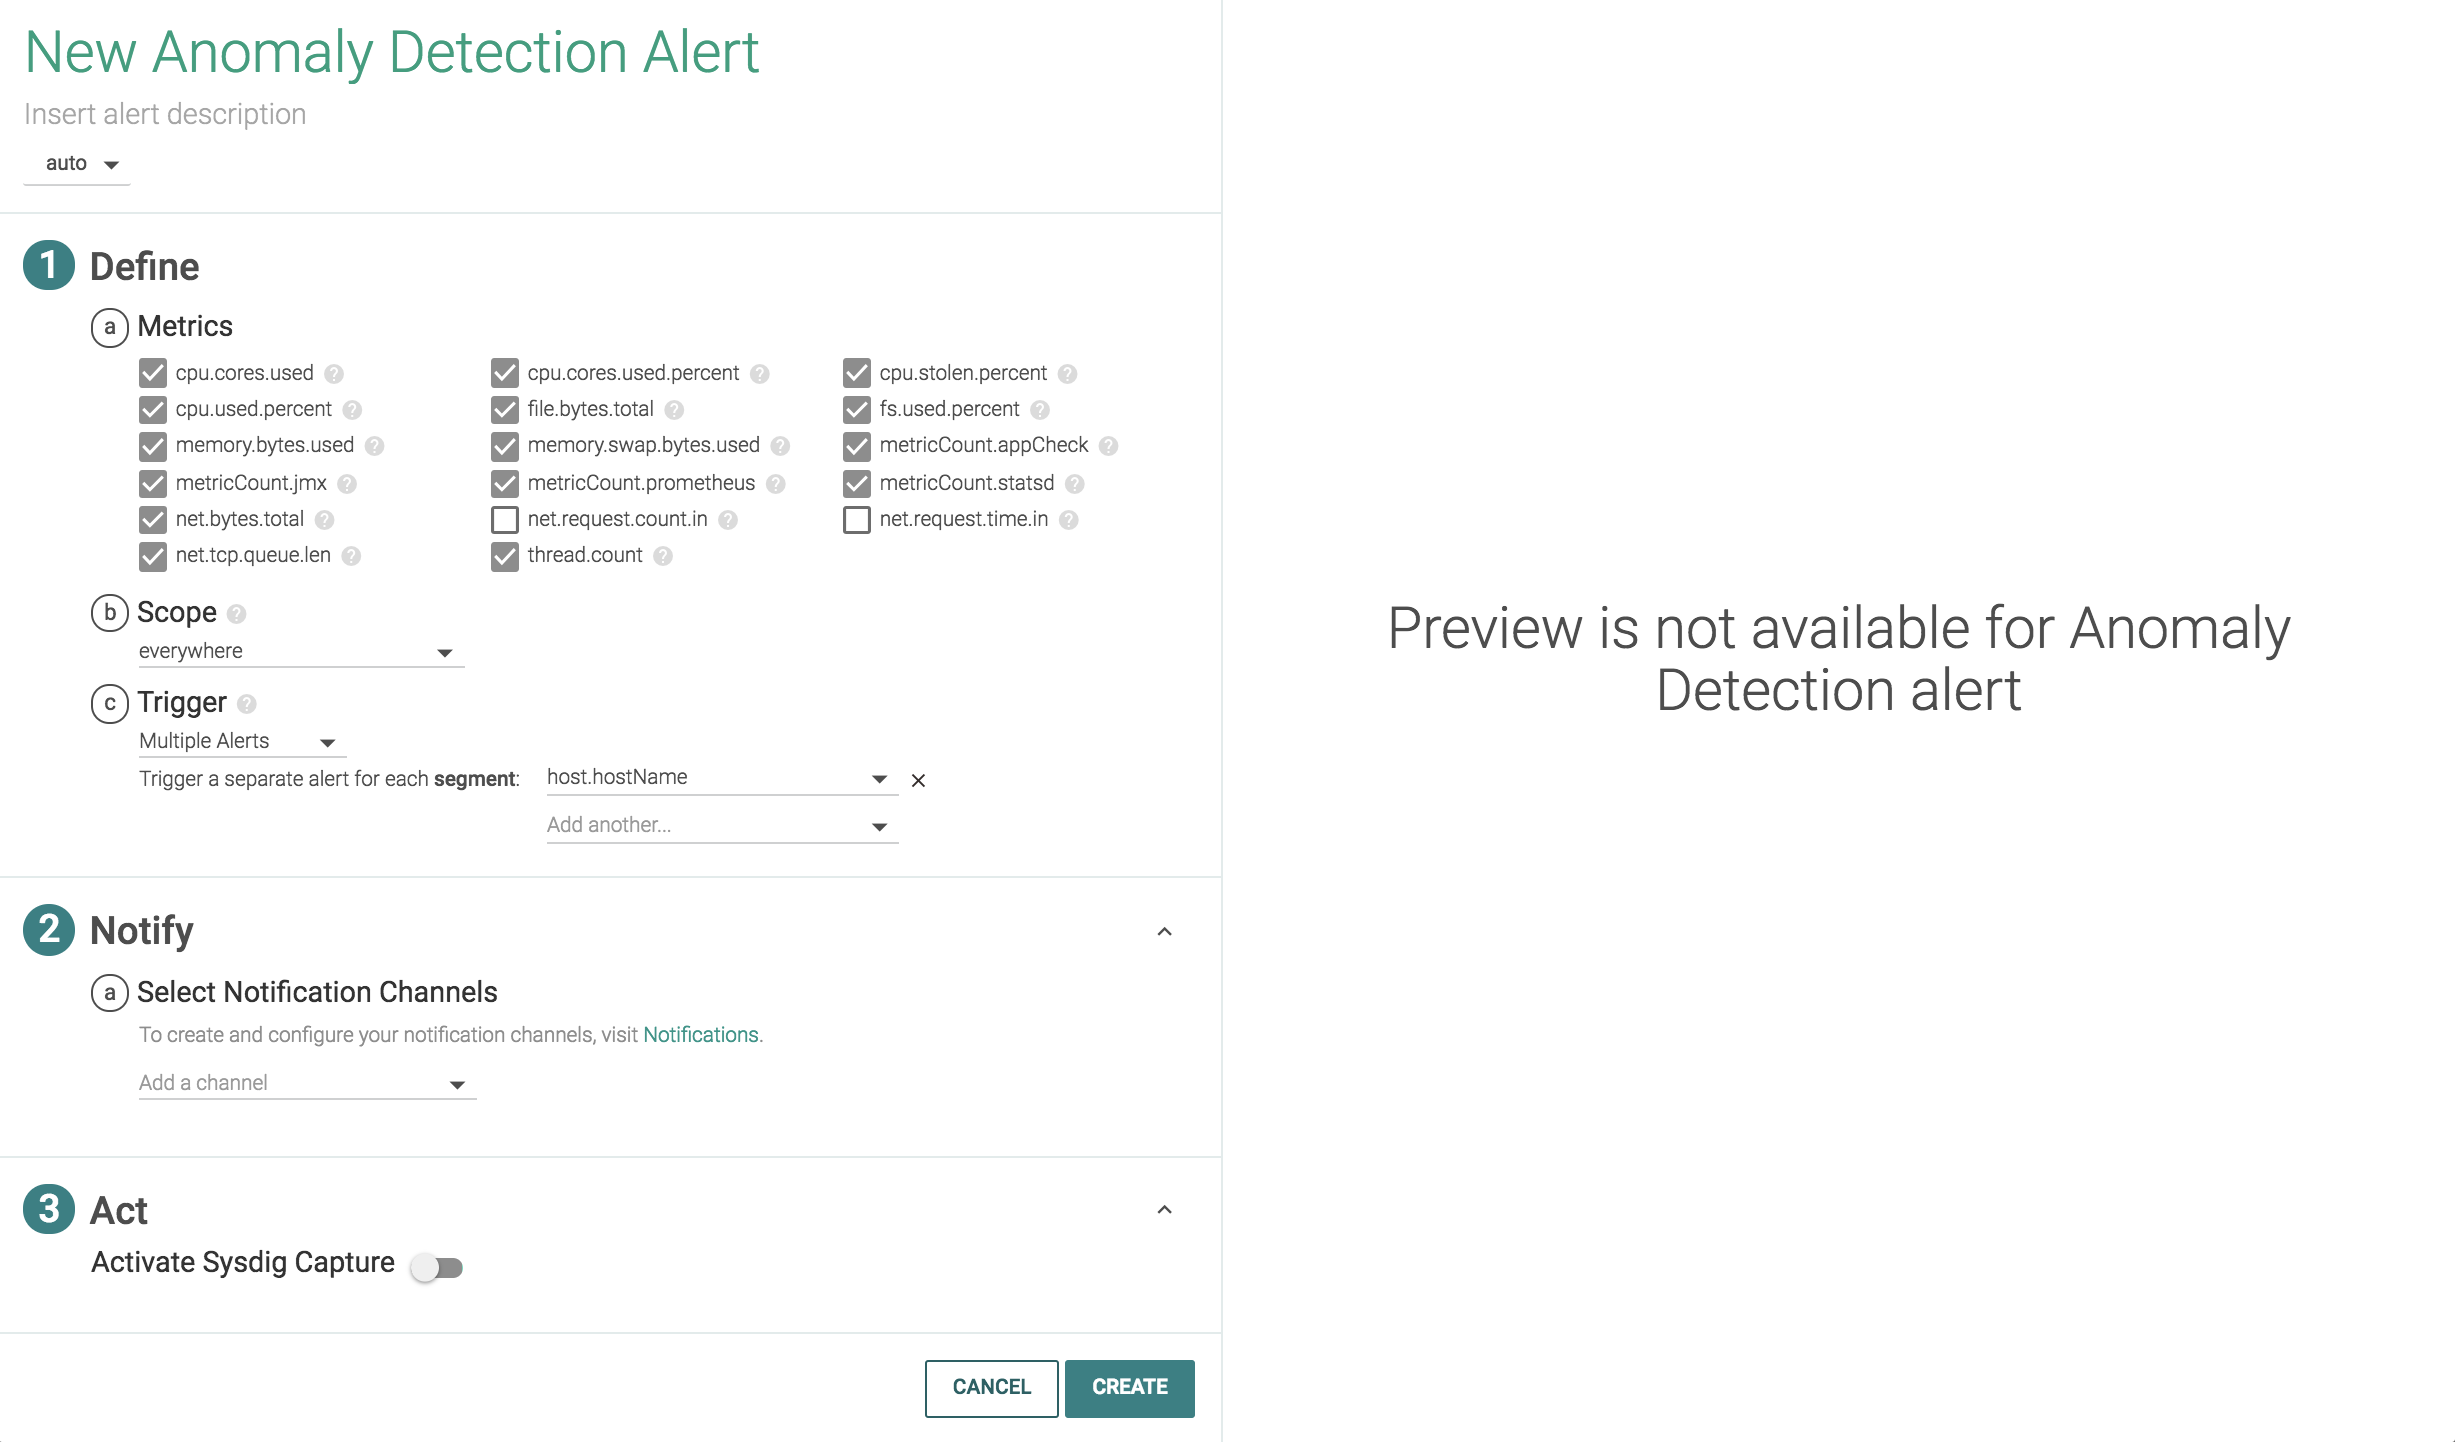 New Anomaly Detection Alert
Insert alert description
auto
1 Define
a Metrics
cpu.cores.used ? cpu.cores.used.percent ? cpu.stolen.percent ?
cpu.used.percent ? file.bytes.total ? fs.used.percent ?
memory.bytes.used ? memory.swap.bytes.used ? metricCount.appCheck ?
metricCount.jmx ? metricCount.prometheus ? metricCount.statsd ?
net.bytes.total ? net.request.count.in ? net.request.time.in ?
net.tcp.queue.len ? thread.count ?
b Scope ?
everywhere
c Trigger ?
Multiple Alerts
Trigger a separate alert for each segment: host.hostName
Add another...
2 Notify
a Select Notification Channels
To create and configure your notification channels, visit Notifications.
Add a channel
3 Act
Activate Sysdig Capture
CANCEL CREATE
Preview is not available for Anomaly
Detection alert